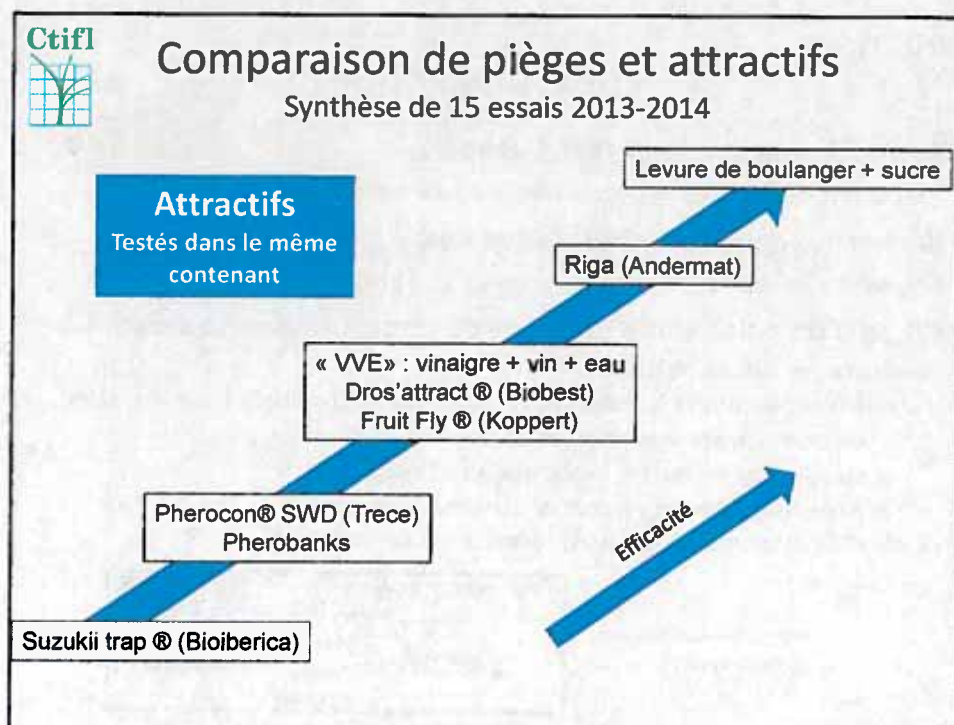 Ctifl
Comparaison de pièges et attractifs
Synthèse de 15 essais 2013-2014
Levure de boulanger + sucre
Attractifs
Testés dans le même
contenant
Riga (Andermat)
« VVE» : vinaigre + vin + eau
Dros'attract ® (Biobest)
Fruit Fly ® (Koppert)
Pherocon® SWD (Trece)
Pherobanks
Efficacité
Suzukii trap ® (Bioiberica)